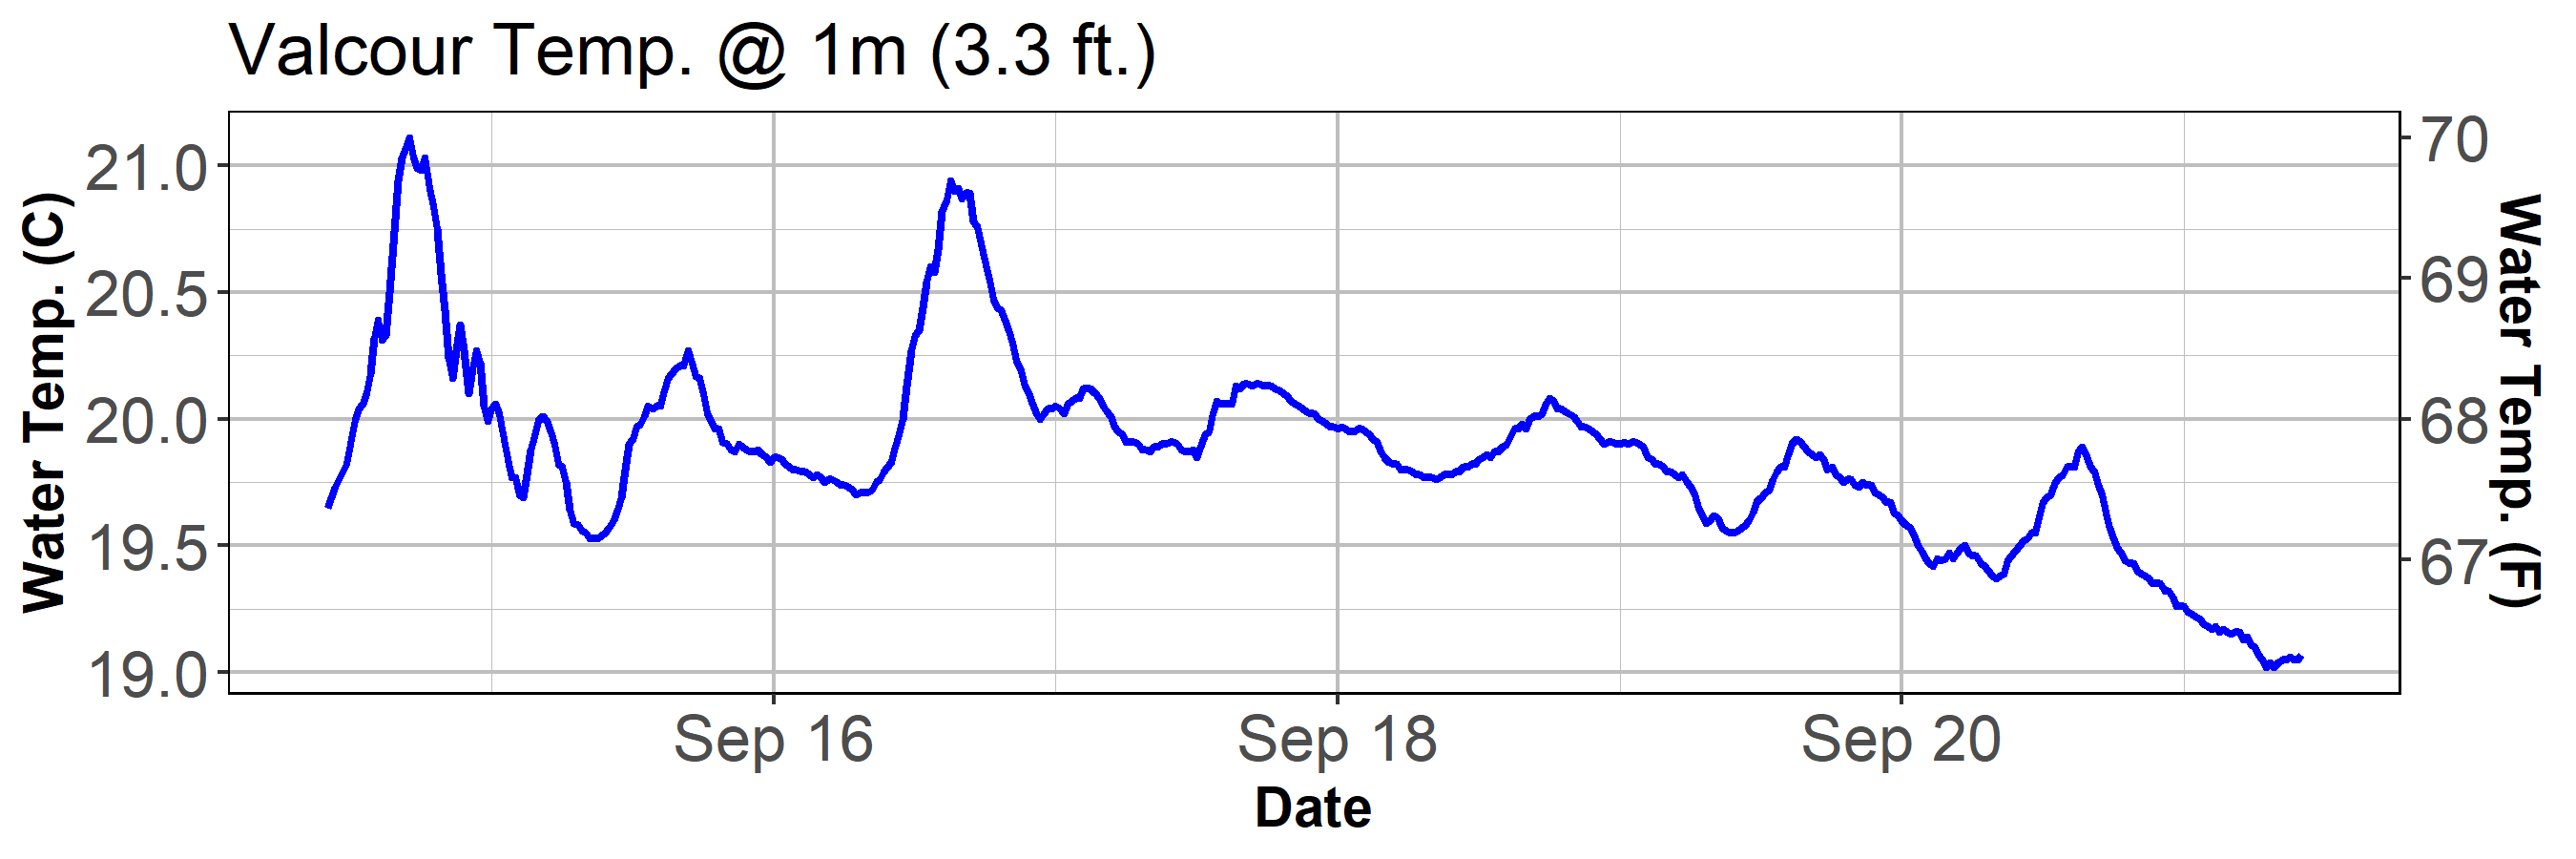 Valcour Temp. @ 1m (3.3 ft.)
Water Temp. (C)
21.0
20.5
20.0
19.5
19.0
70
69
68
67
Water Temp. (F)
Sep 16 Sep 18 Sep 20
Date